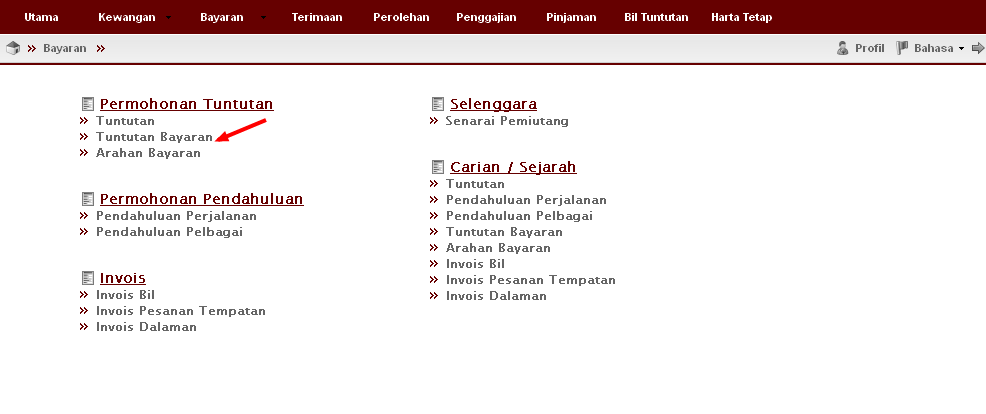 Utama Kewangan Bayaran Terimaan Perolehan Penggajian Pinjaman Bil Tuntutan Harta Tetap
» Bayaran » Profil Bahasa
Permohonan Tuntutan
» Tuntutan
» Tuntutan Bayaran
» Arahan Bayaran
Permohonan Pendahuluan
» Pendahuluan Perjalanan
» Pendahuluan Pelbagai
Invois
» Invois Bil
» Invois Pesanan Tempatan
» Invois Dalaman
Selenggara
» Senarai Pemiutang
Carian / Sejarah
» Tuntutan
» Pendahuluan Perjalanan
» Pendahuluan Pelbagai
» Tuntutan Bayaran
» Arahan Bayaran
» Invois Bil
» Invois Pesanan Tempatan
» Invois Dalaman